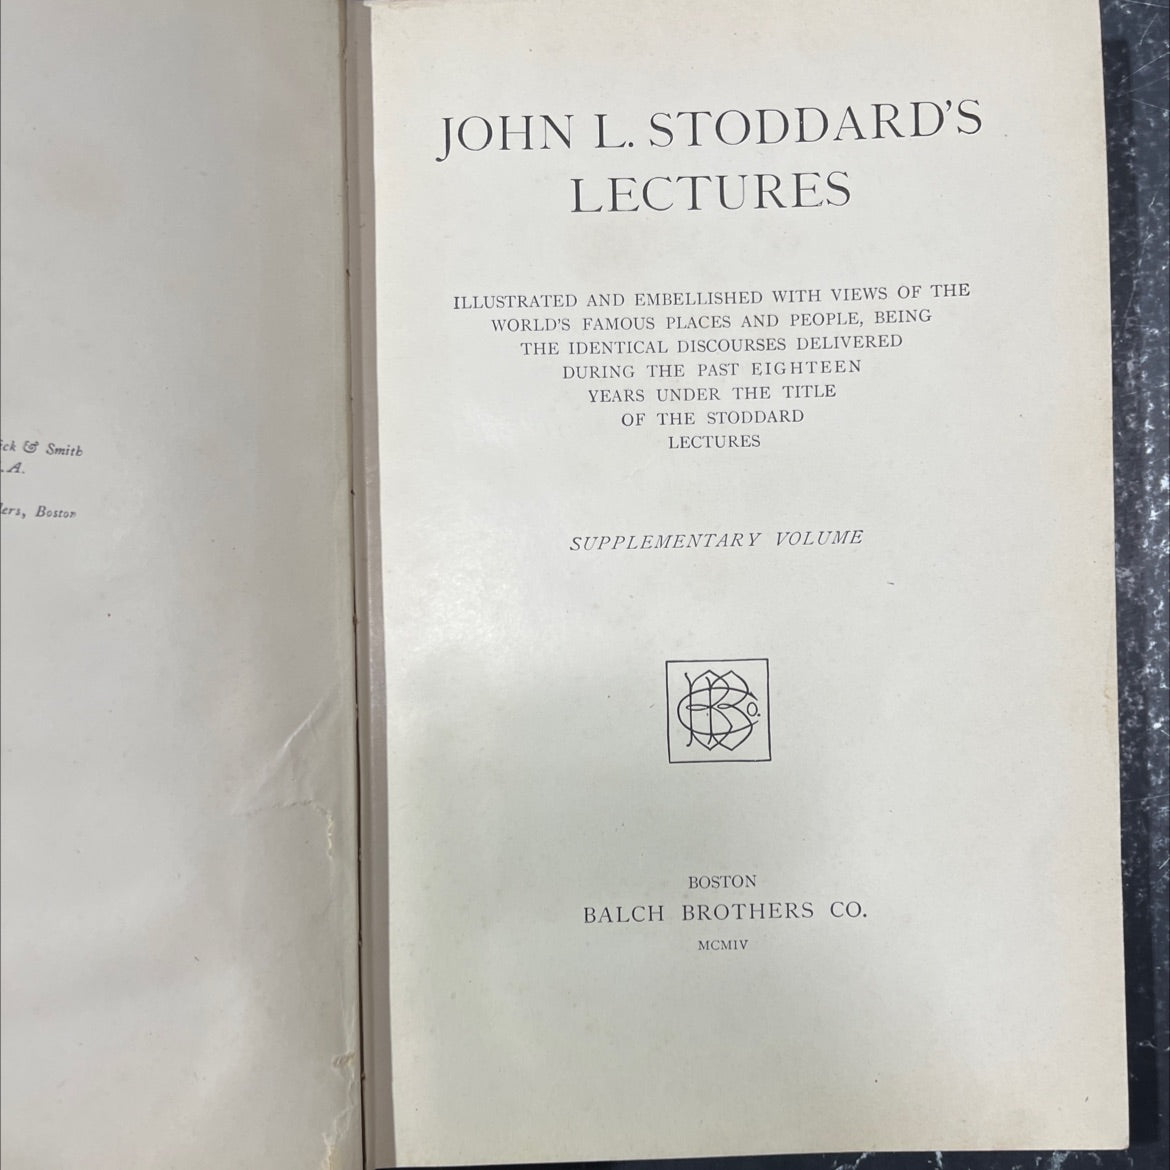 & Smith
.A.
, Boston
JOHN L. STODDARD'S
LECTURES
ILLUSTRATED AND EMBELLISHED WITH VIEWS OF THE
WORLD'S FAMOUS PLACES AND PEOPLE, BEING
THE IDENTICAL DISCOURSES DELIVERED
DURING THE PAST EIGHTEEN
YEARS UNDER THE TITLE
OF THE STODDARD
LECTURES
SUPPLEMENTARY VOLUME
BOSTON
BALCH BROTHERS CO.
MCMIV